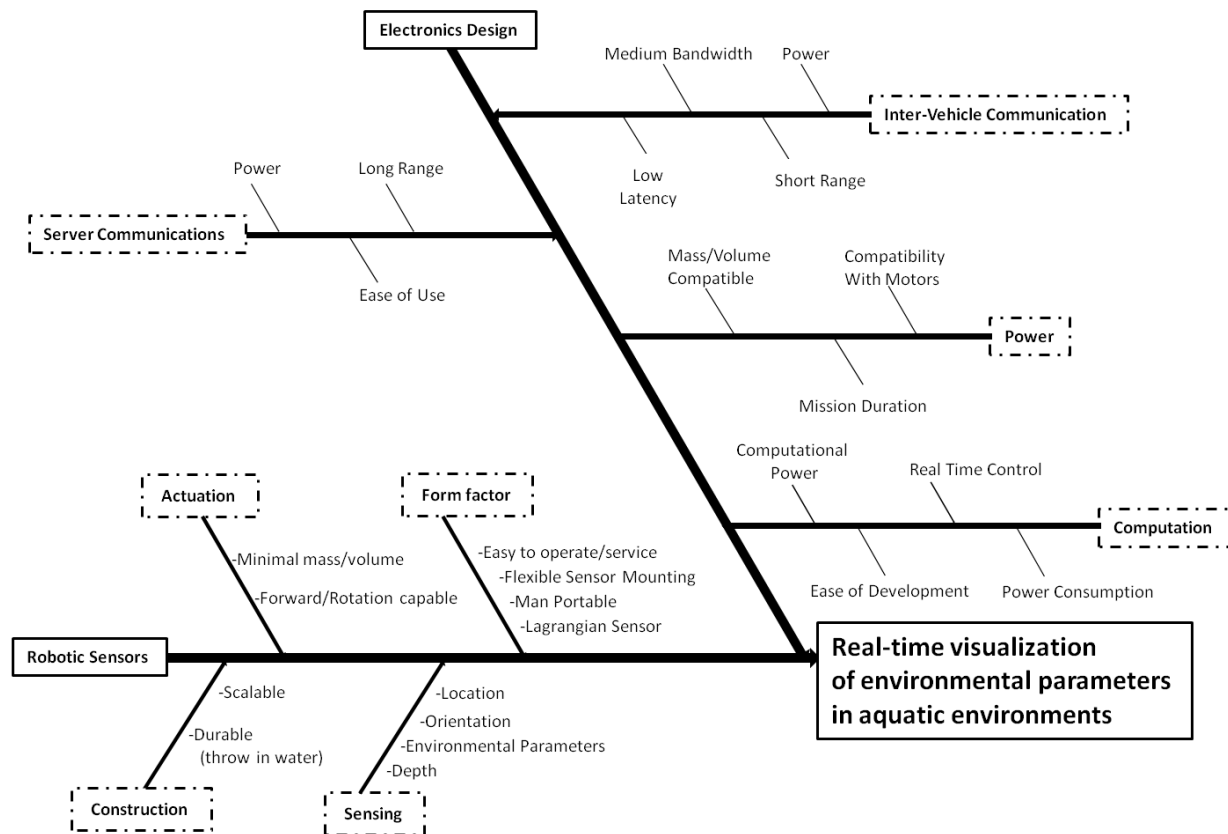 Electronics Design
Medium Bandwidth
Power
Inter-Vehicle Communication
Low
Latency
Short Range
Power
Long Range
Server Communications
Ease of Use
Mass/Volume
Compatible
Compatibility
With Motors
Power
Mission Duration
Computational
Power
Real Time Control
Computation
Ease of Development
Power Consumption
Actuation
-Minimal mass/volume
-Forward/Rotation capable
Form factor
-Easy to operate/service
-Flexible Sensor Mounting
-Man Portable
-Lagrangian Sensor
Robotic Sensors
Real-time visualization
of environmental parameters
in aquatic environments
-Scalable
-Durable
(throw in water)
Construction
-Location
-Orientation
-Environmental Parameters
-Depth
Sensing